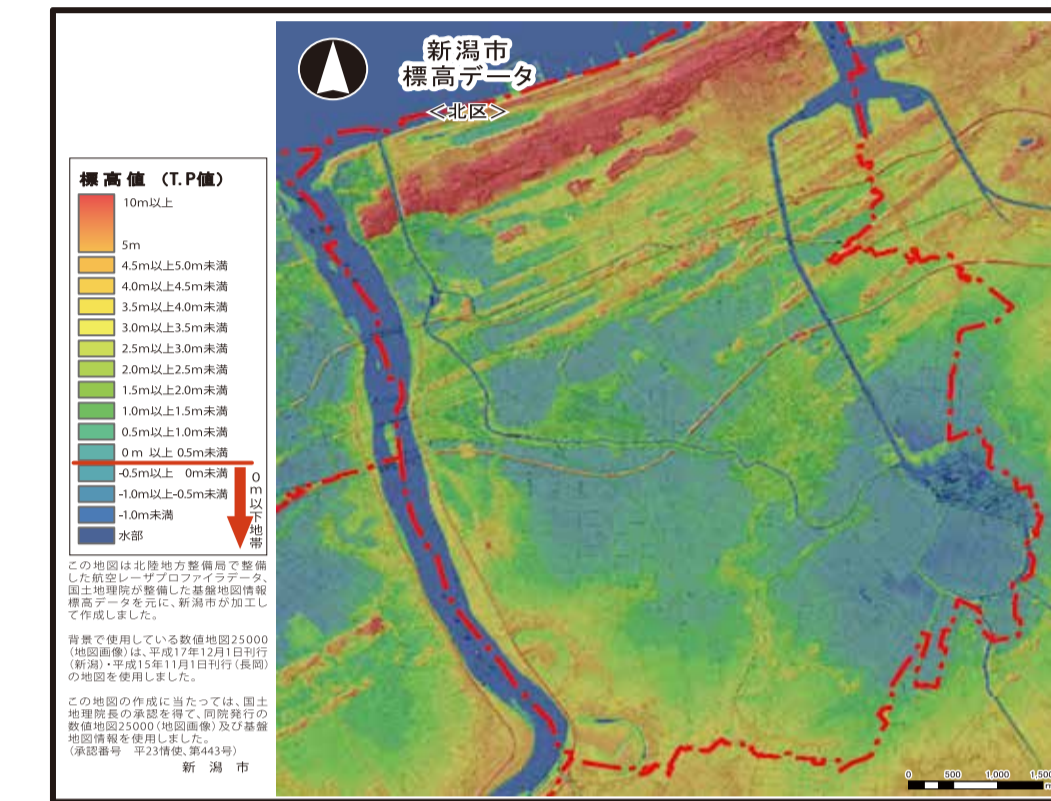 新潟市
標高データ
<北区>
標高値 (T.P値)
10m以上
5m
4.5m以上5.0m未満
4.0m以上4.5m未満
3.5m以上4.0m未満
3.0m以上3.5m未満
2.5m以上3.0m未満
2.0m以上2.5m未満
1.5m以上2.0m未満
1.0m以上1.5m未満
0.5m以上1.0m未満
0m 以上 0.5m未満
-0.5m以上 0m未満
-1.0m以上-0.5m未満
-1.0m未満
水部
0m以下地帯
この地図は北陸地方整備局で整備
した航空レーザプロファイラデータ、
国土地理院が整備した基盤地図情報
標高データを元に、新潟市が加工し
て作成しました。
背景で使用している数値地図25000
(地図画像)は、平成17年12月1日刊行
(新潟)・平成15年11月1日刊行(長岡)
の地図を使用しました。
この地図の作成に当たっては、国土
地理院長の承認を得て、同院発行の
数値地図25000(地図画像)及び基盤
地図情報を使用しました。
(承認番号 平23情使、第443号)
新潟市
0 500 1,000 1,500
m